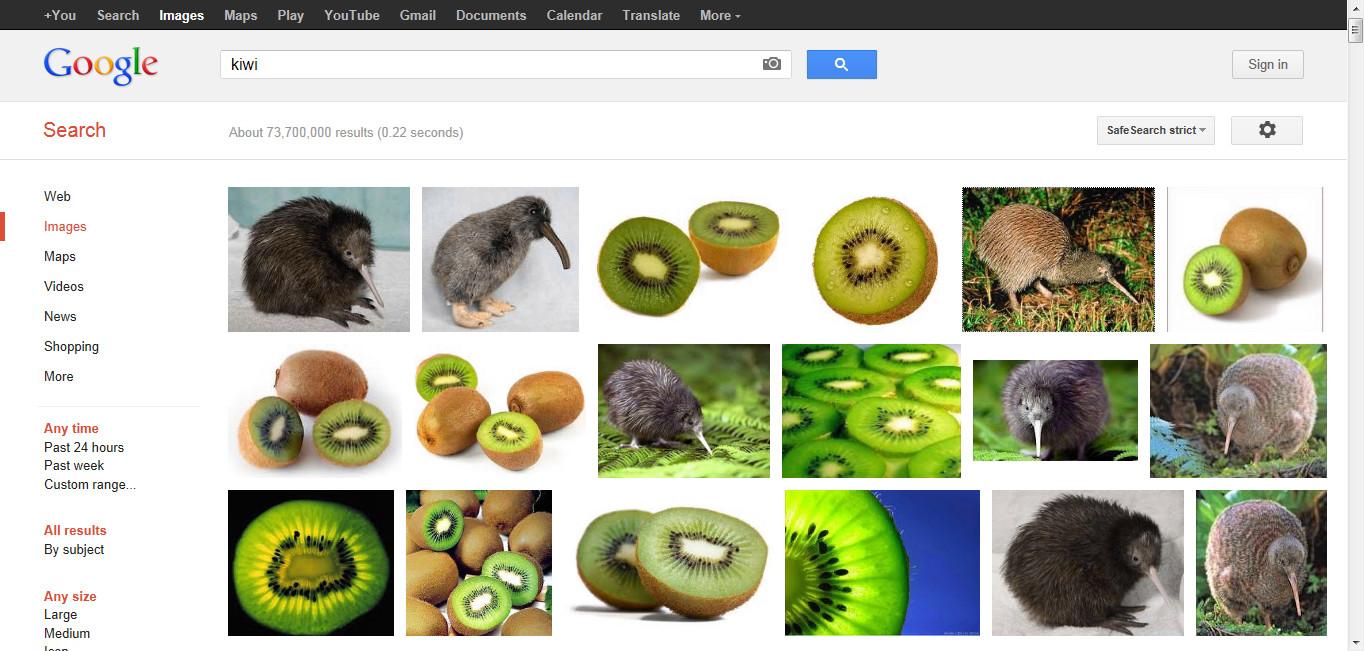 +You Search Images Maps Play YouTube Gmail Documents Calendar Translate More
Google
kiwi
Sign in
Search
About 73,700,000 results (0.22 seconds)
SafeSearch strict
Web
Images
Maps
Videos
News
Shopping
More
Any time
Past 24 hours
Past week
Custom range...
All results
By subject
Any size
Large
Medium